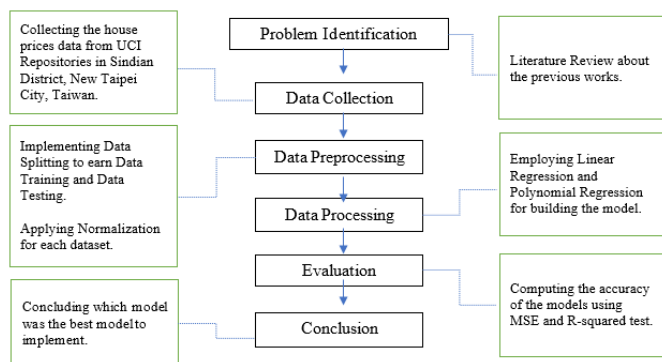 Problem Identification
Literature Review about
the previous works.
Collecting the house
prices data from UCI
Repositories in Sindian
District, New Taipei
City, Taiwan.
Data Collection
Implementing Data
Splitting to earn Data
Training and Data
Testing.
Applying Normalization
for each dataset.
Data Preprocessing
Data Processing
Employing Linear
Regression and
Polynomial Regression
for building the model.
Evaluation
Computing the accuracy
of the models using
MSE and R-squared test.
Concluding which model
was the best model to
implement.
Conclusion